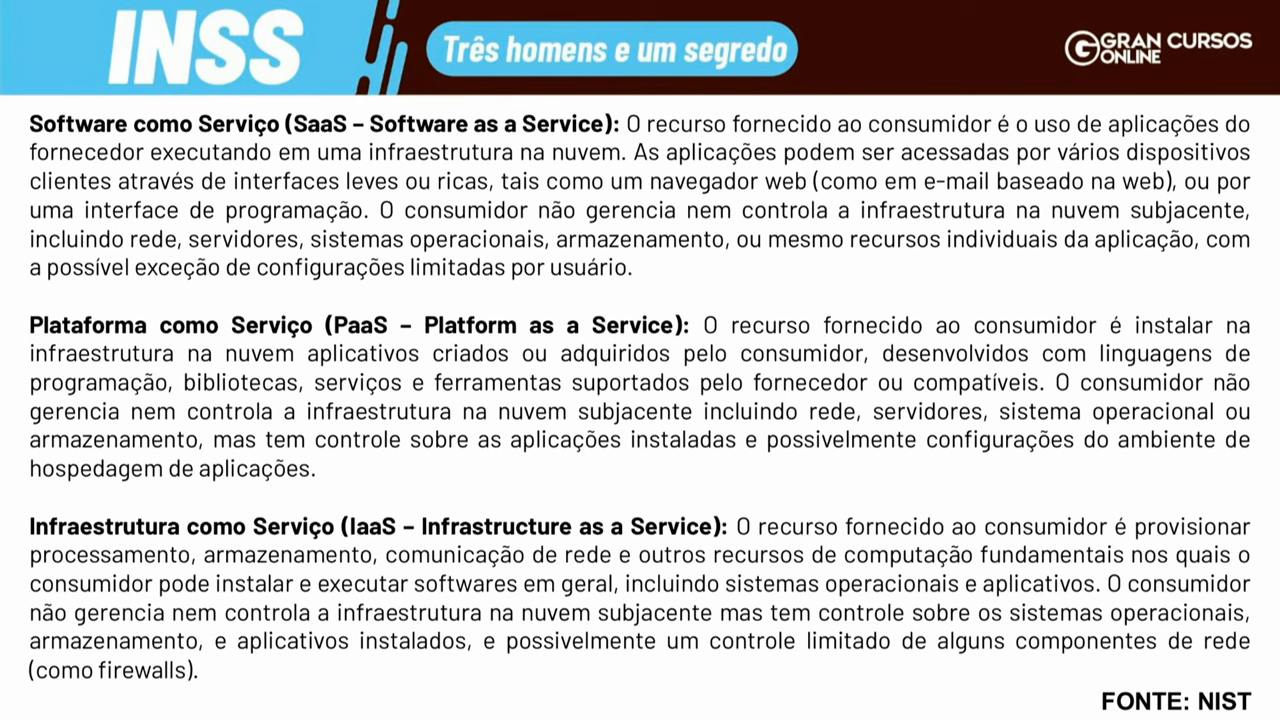 INSS
Três homens e um segredo
GRAN CURSOS
ONLINE
Software como Serviço (SaaS – Software as a Service): O recurso fornecido ao consumidor é o uso de aplicações do
fornecedor executando em uma infraestrutura na nuvem. As aplicações podem ser acessadas por vários dispositivos
clientes através de interfaces leves ou ricas, tais como um navegador web (como em e-mail baseado na web), ou por
uma interface de programação. O consumidor não gerencia nem controla a infraestrutura na nuvem subjacente,
incluindo rede, servidores, sistemas operacionais, armazenamento, ou mesmo recursos individuais da aplicação, com
a possível exceção de configurações limitadas por usuário.
Plataforma como Serviço (PaaS – Platform as a Service): O recurso fornecido ao consumidor é instalar na
infraestrutura na nuvem aplicativos criados ou adquiridos pelo consumidor, desenvolvidos com linguagens de
programação, bibliotecas, serviços e ferramentas suportados pelo fornecedor ou compatíveis. O consumidor não
gerencia nem controla a infraestrutura na nuvem subjacente incluindo rede, servidores, sistema operacional ou
armazenamento, mas tem controle sobre as aplicações instaladas e possivelmente configurações do ambiente de
hospedagem de aplicações.
Infraestrutura como Serviço (IaaS – Infrastructure as a Service): O recurso fornecido ao consumidor é provisionar
processamento, armazenamento, comunicação de rede e outros recursos de computação fundamentais nos quais o
consumidor pode instalar e executar softwares em geral, incluindo sistemas operacionais e aplicativos. O consumidor
não gerencia nem controla a infraestrutura na nuvem subjacente mas tem controle sobre os sistemas operacionais,
armazenamento, e aplicativos instalados, e possivelmente um controle limitado de alguns componentes de rede
(como firewalls).
FONTE: NIST